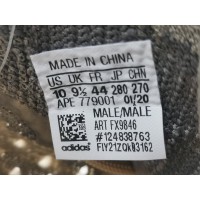 MADE IN CHINA
US UK FR JP CHN
10 9½ 44 280 270
APE 779001 01/20
MALE/MALE
ART FX9846
#124838763
adidas